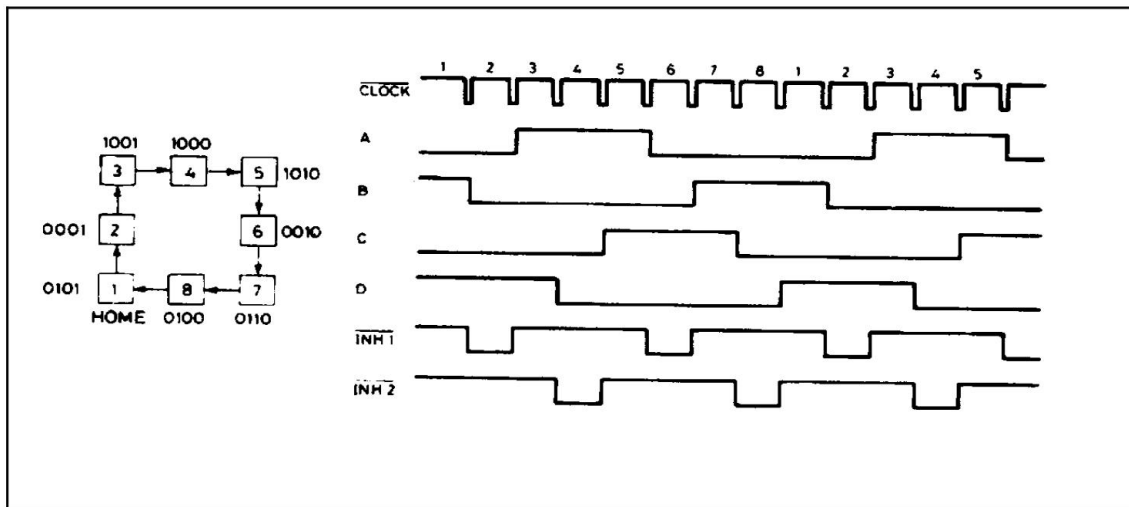 1001 1000
3 4 5 1010
0001 2 6 0010
0101 1 8 7
HOME 0100 0110
1 2 3 4 5 6 7 8 1 2 3 4 5
CLOCK
A
B
C
D
INH 1
INH 2